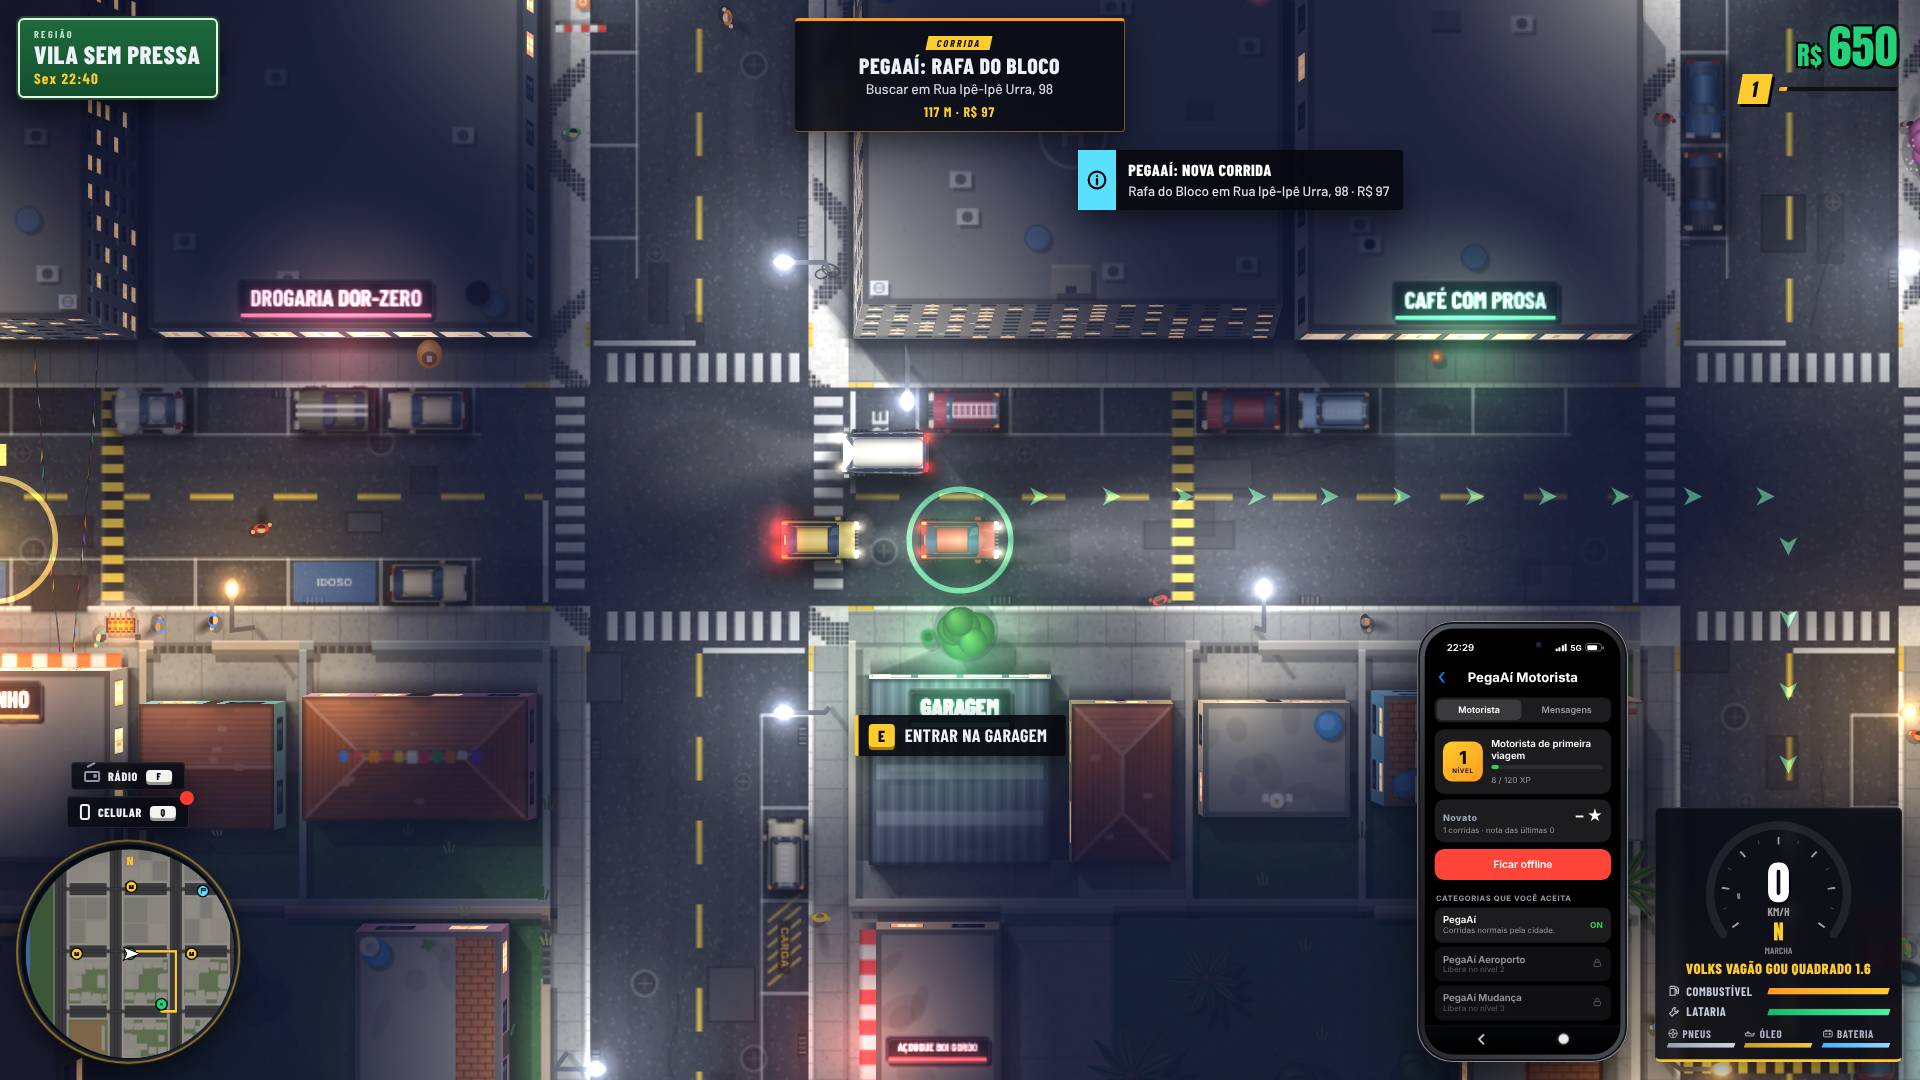 REGIÃO
VILA SEM PRESSA
Sex 22:40
CORRIDA
PEGAAÍ: RAFA DO BLOCO
Buscar em Rua Ipê-Ipê Urra, 98
117 M · R$ 97
R$ 650
1
PEGAAÍ: NOVA CORRIDA
Rafa do Bloco em Rua Ipê-Ipê Urra, 98 · R$ 97
DROGARIA DOR-ZERO
CAFÉ COM PROSA
IDOSO
GARAGEM
E ENTRAR NA GARAGEM
NHO
RÁDIO F
CELULAR Q
N
CARGA
AÇOUGUE BOI GORDO
22:29
5G
PegaAí Motorista
Motorista
Mensagens
1
NÍVEL
Motorista de primeira
viagem
8 / 120 XP
Novato
– ★
1 corridas · nota das últimas 0
Ficar offline
CATEGORIAS QUE VOCÊ ACEITA
PegaAí
Corridas normais pela cidade.
ON
PegaAí Aeroporto
Libera no nível 2
PegaAí Mudança
Libera no nível 3
0
KM/H
N
MARCHA
VOLKS VAGÃO GOU QUADRADO 1.6
COMBUSTÍVEL
LATARIA
PNEUS
ÓLEO
BATERIA